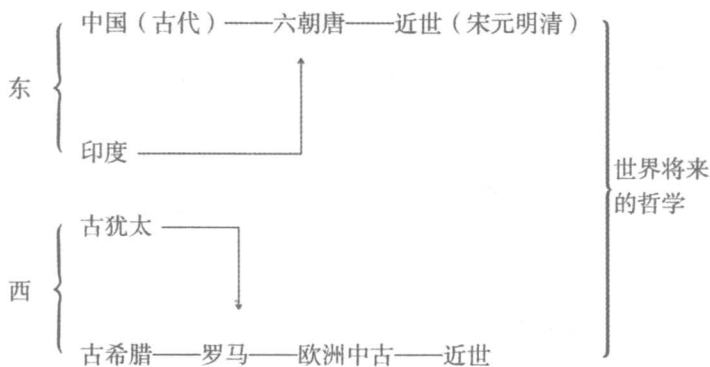 中国（古代）——六朝唐——近世（宋元明清）
东
印度
世界将来
的哲学
古犹太
西
古希腊——罗马——欧洲中古——近世